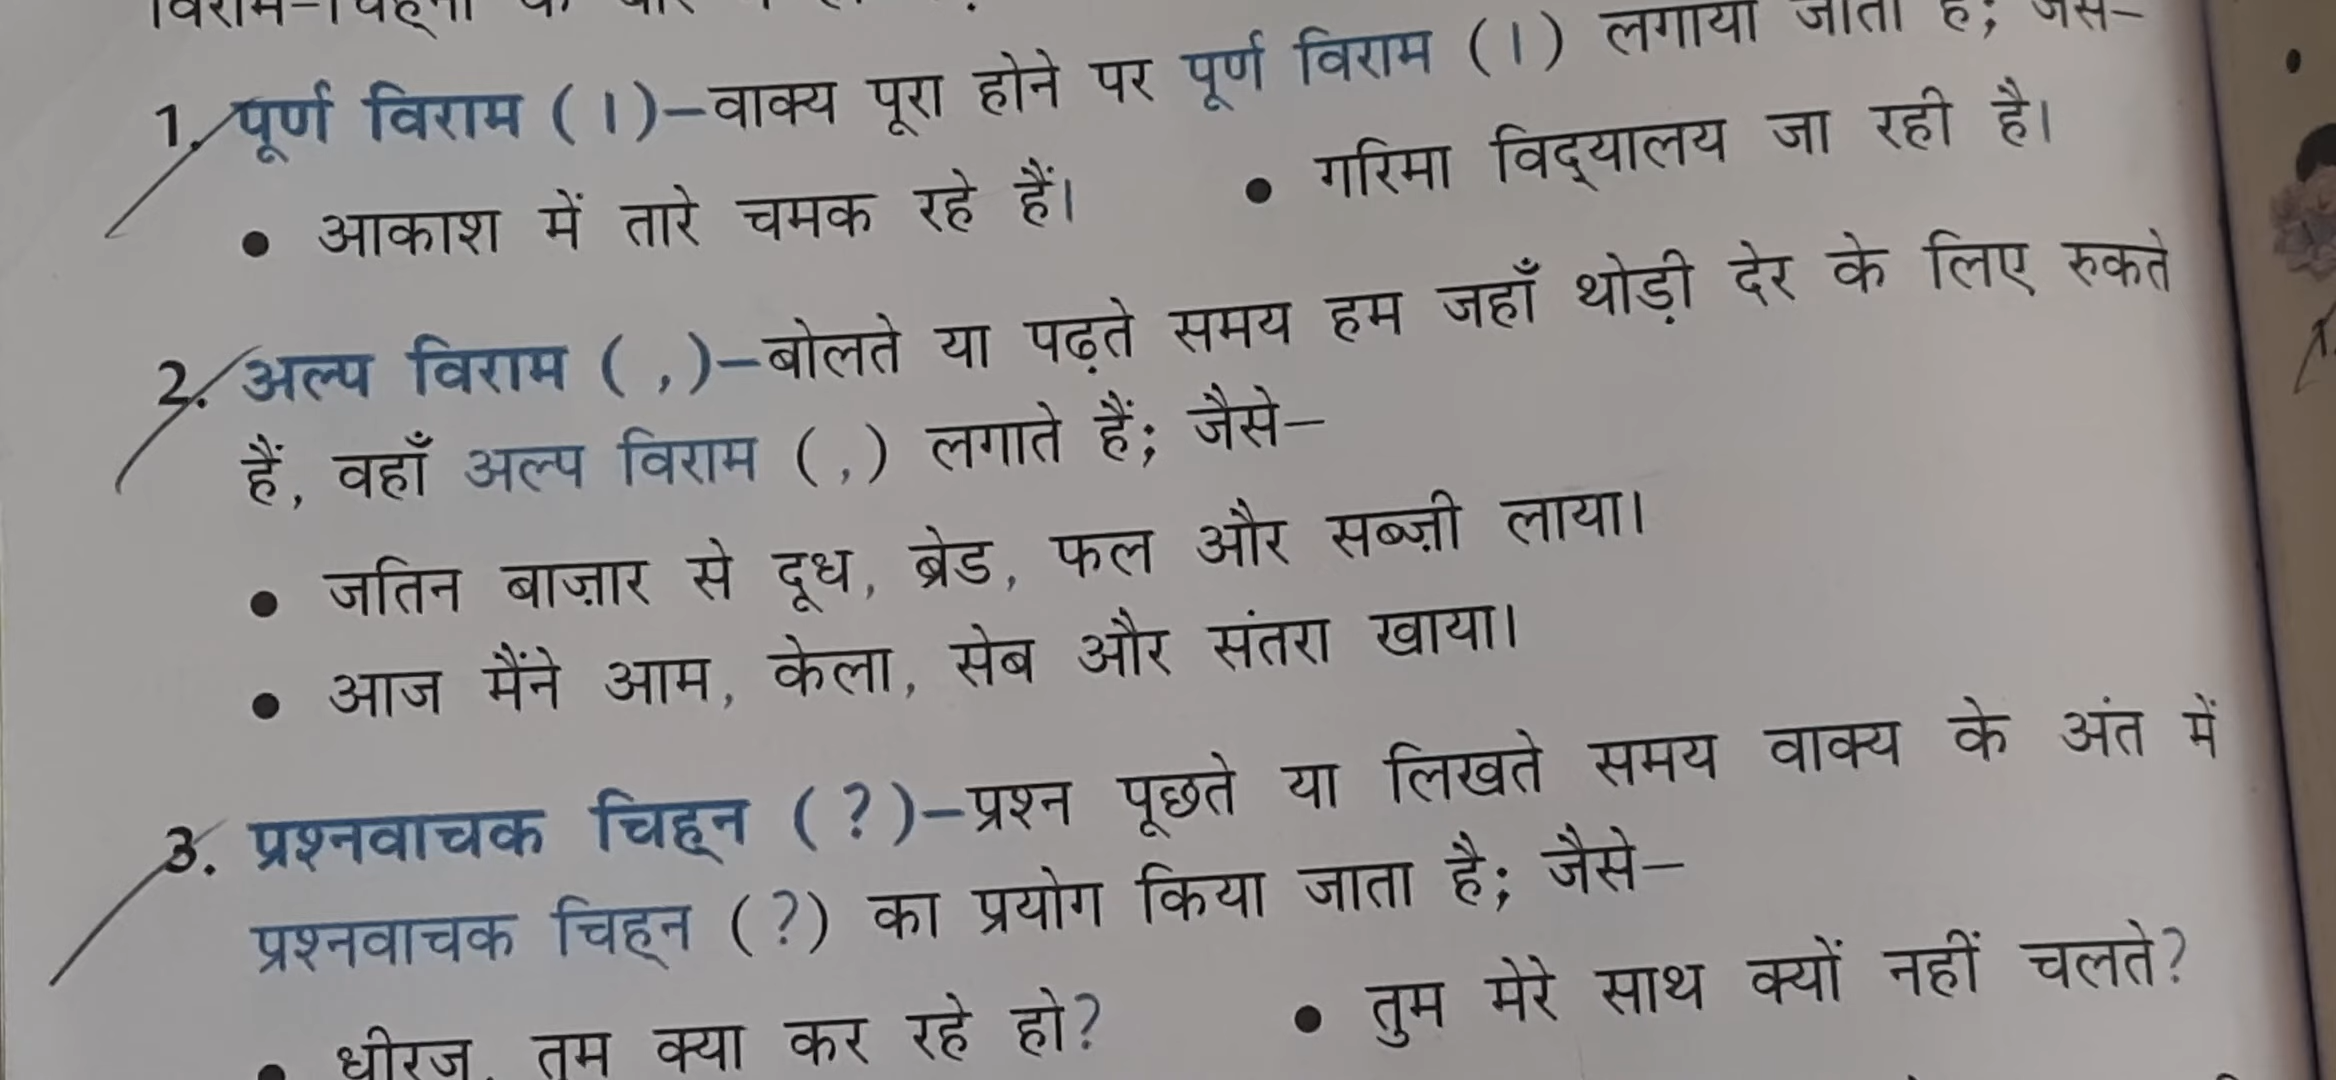 विराम-चिह्नों के बारे में
1. पूर्ण विराम (।)–वाक्य पूरा होने पर पूर्ण विराम (।) लगाया जाता है; जैसे–
• आकाश में तारे चमक रहे हैं। • गरिमा विद्यालय जा रही है।
2. अल्प विराम (,)–बोलते या पढ़ते समय हम जहाँ थोड़ी देर के लिए रुकते
हैं, वहाँ अल्प विराम (,) लगाते हैं; जैसे–
• जतिन बाज़ार से दूध, ब्रेड, फल और सब्ज़ी लाया।
• आज मैंने आम, केला, सेब और संतरा खाया।
3. प्रश्नवाचक चिह्न (?)–प्रश्न पूछते या लिखते समय वाक्य के अंत में
प्रश्नवाचक चिह्न (?) का प्रयोग किया जाता है; जैसे–
• धीरज, तुम क्या कर रहे हो? • तुम मेरे साथ क्यों नहीं चलते?